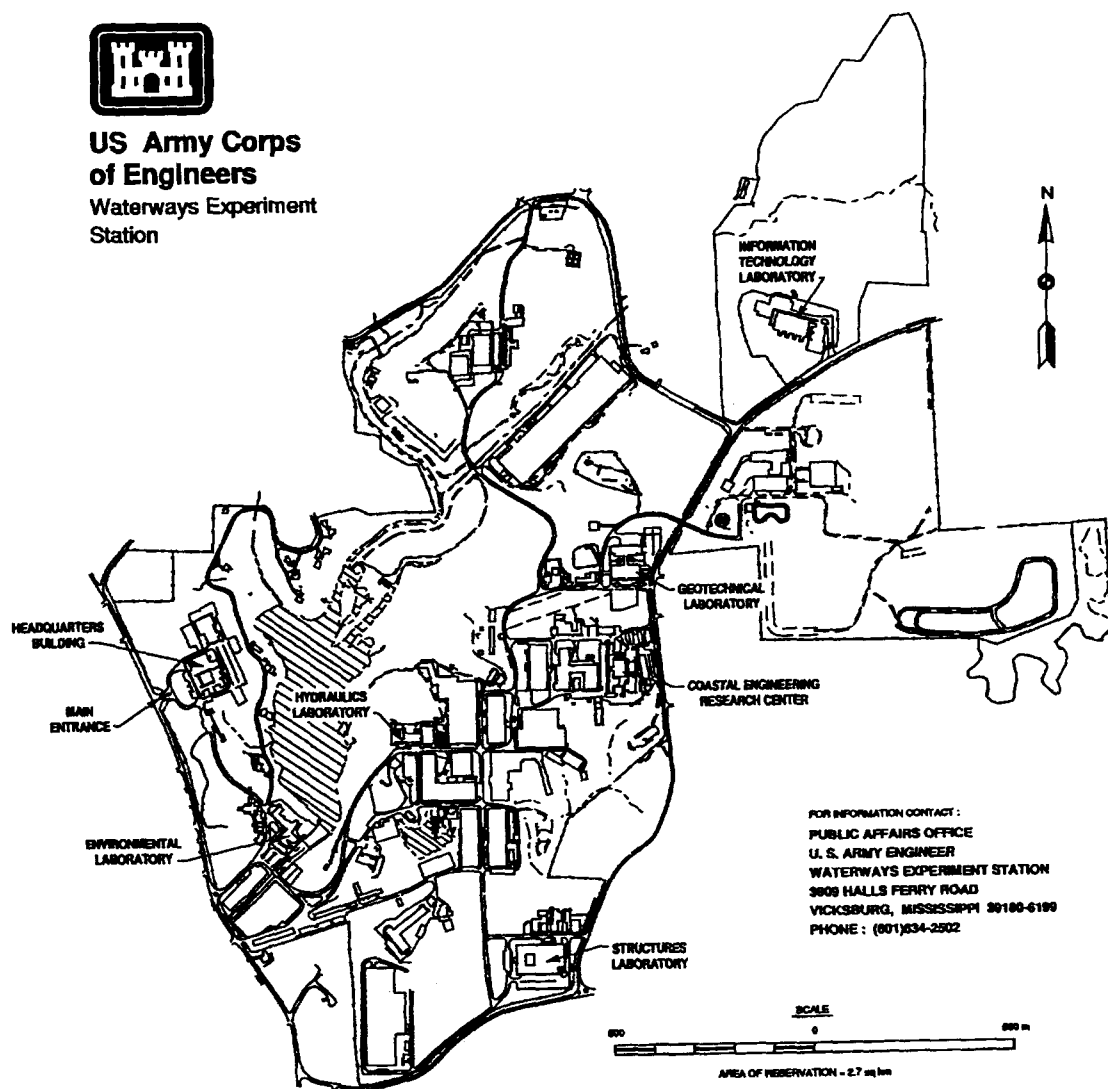 US Army Corps
of Engineers
Waterways Experiment
Station
N
INFORMATION
TECHNOLOGY
LABORATORY
GEOTECHNICAL
LABORATORY
HEADQUARTERS
BUILDING
HYDRAULICS
LABORATORY
COASTAL ENGINEERING
RESEARCH CENTER
MAIN
ENTRANCE
ENVIRONMENTAL
LABORATORY
FOR INFORMATION CONTACT :
PUBLIC AFFAIRS OFFICE
U. S. ARMY ENGINEER
WATERWAYS EXPERIMENT STATION
3909 HALLS FERRY ROAD
VICKSBURG, MISSISSIPPI 39180-6199
PHONE : (601)634-2502
STRUCTURES
LABORATORY
SCALE
0
AREA OF RESERVATION = 2.7 sq km